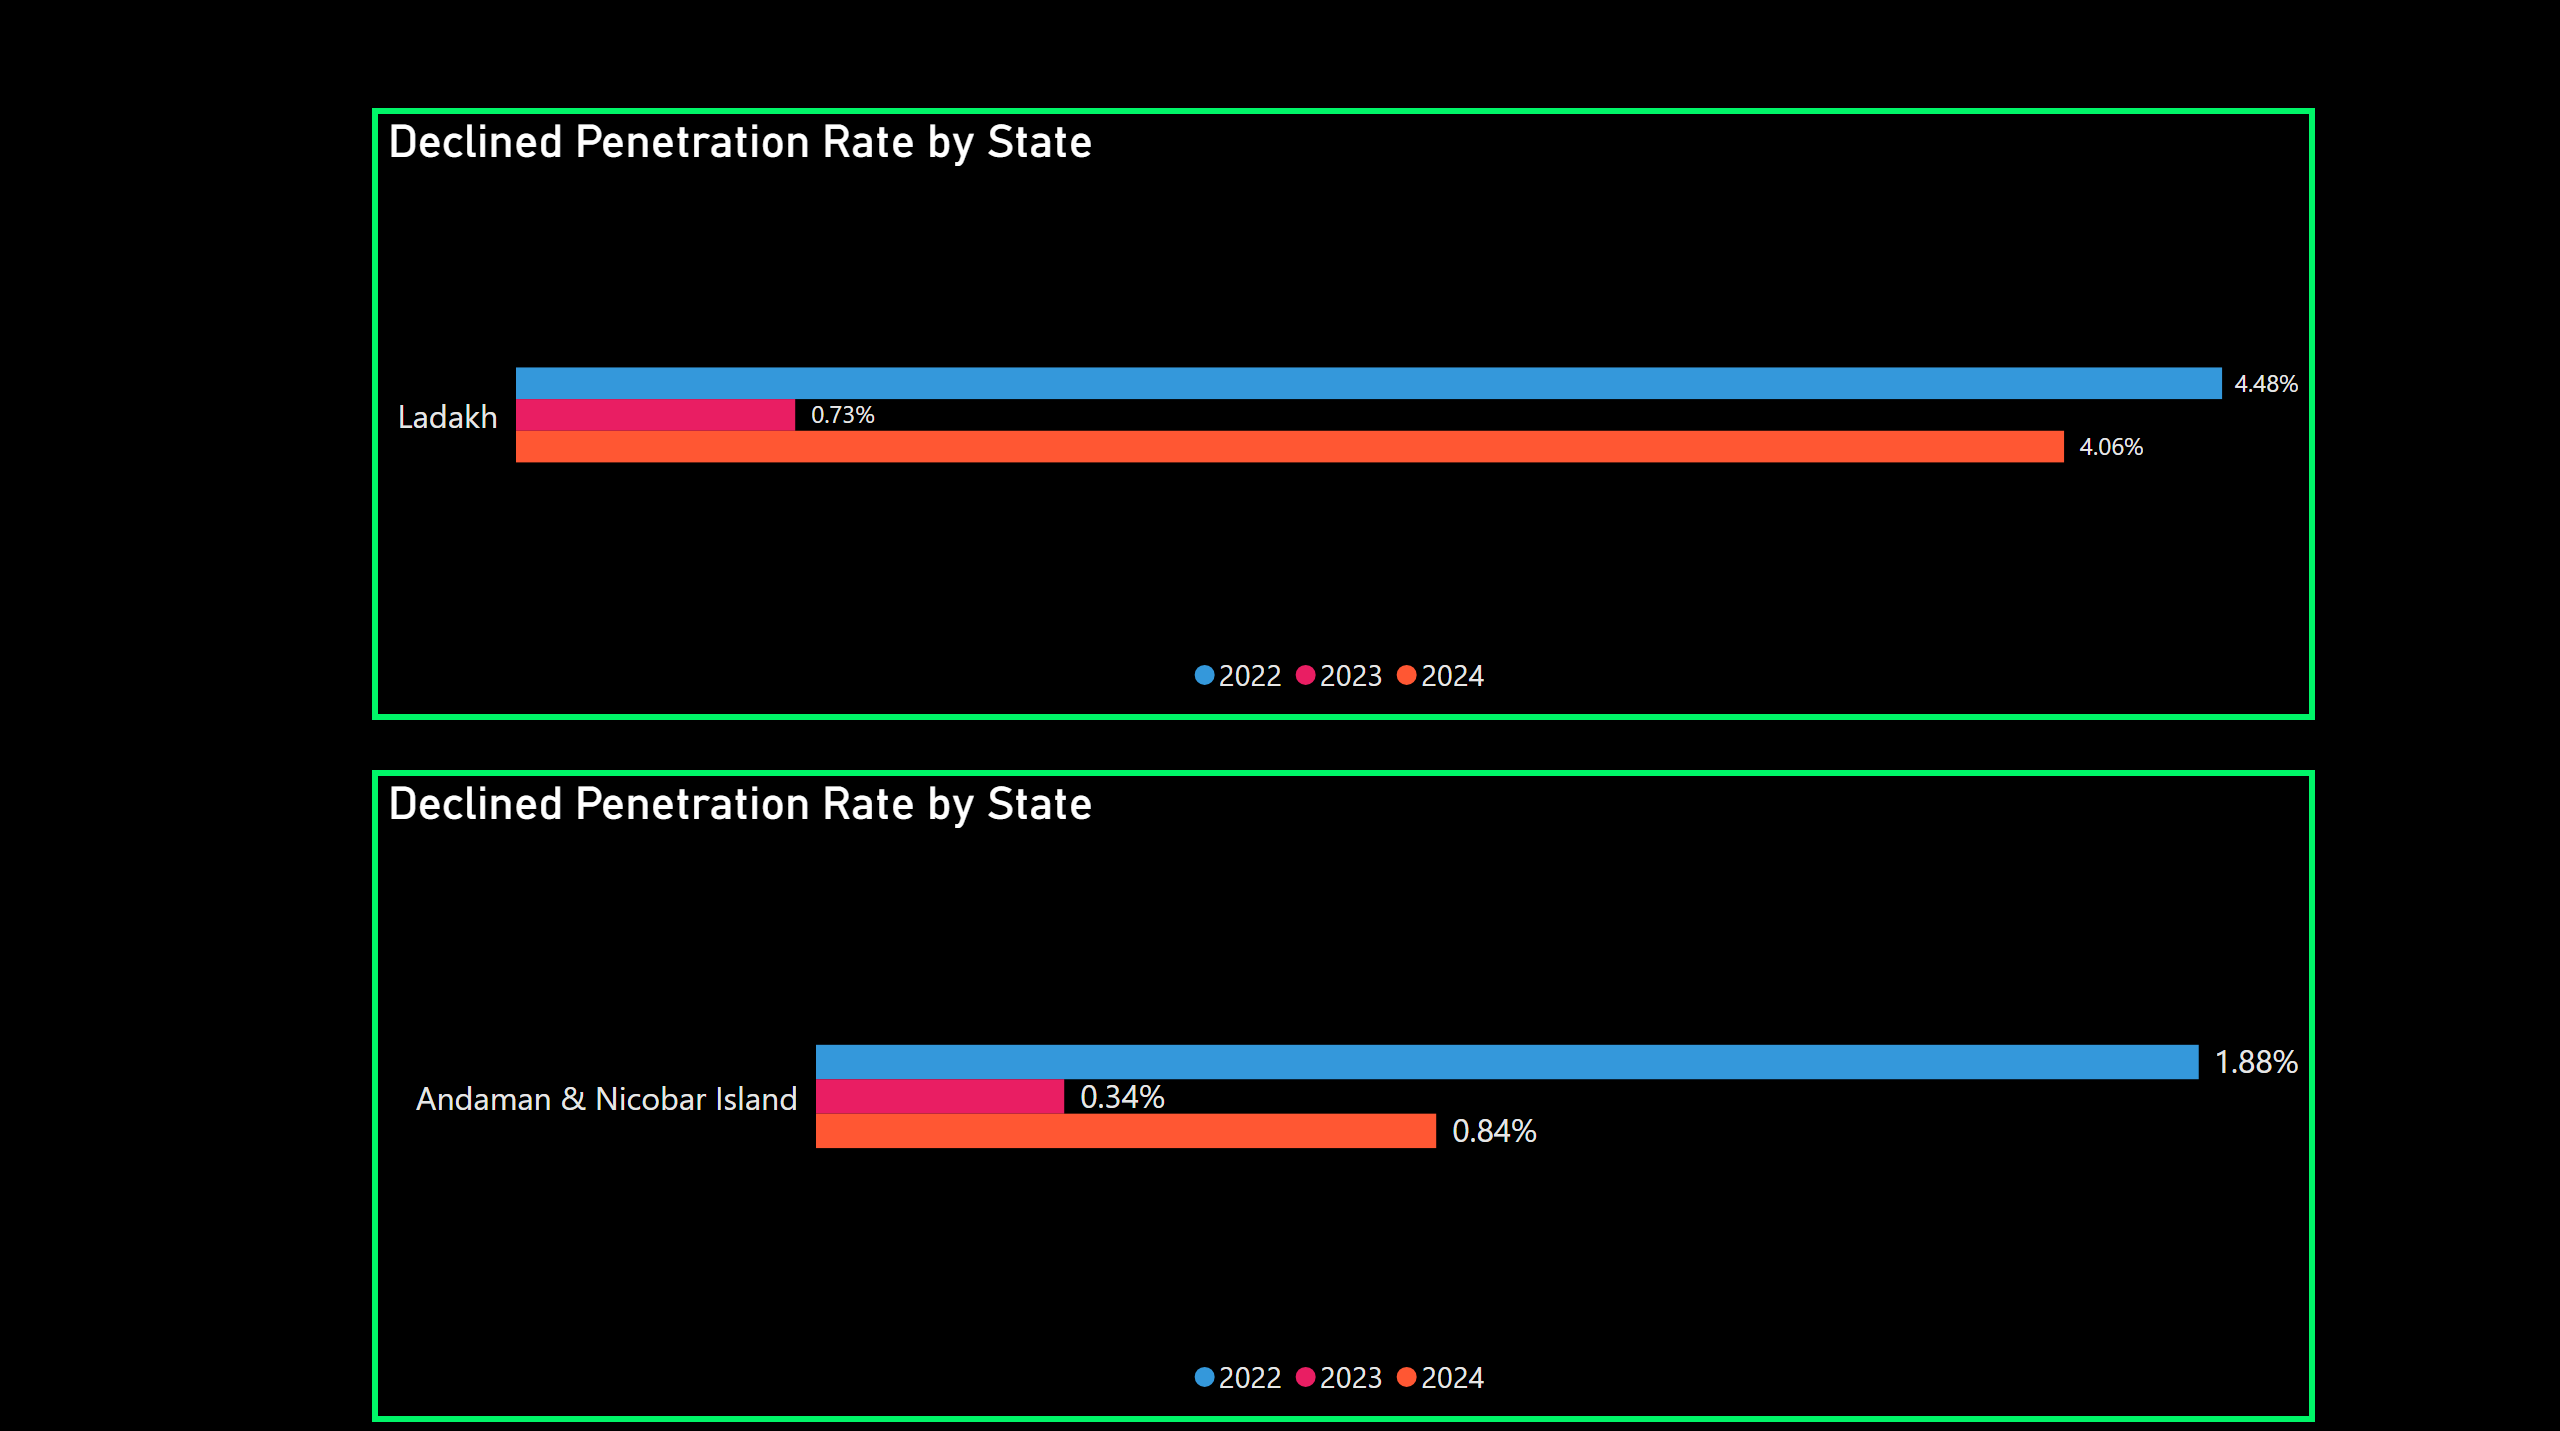 Declined Penetration Rate by State
4.48%
Ladakh
0.73%
4.06%
2022 2023 2024
Declined Penetration Rate by State
1.88%
Andaman & Nicobar Island
0.34%
0.84%
2022 2023 2024